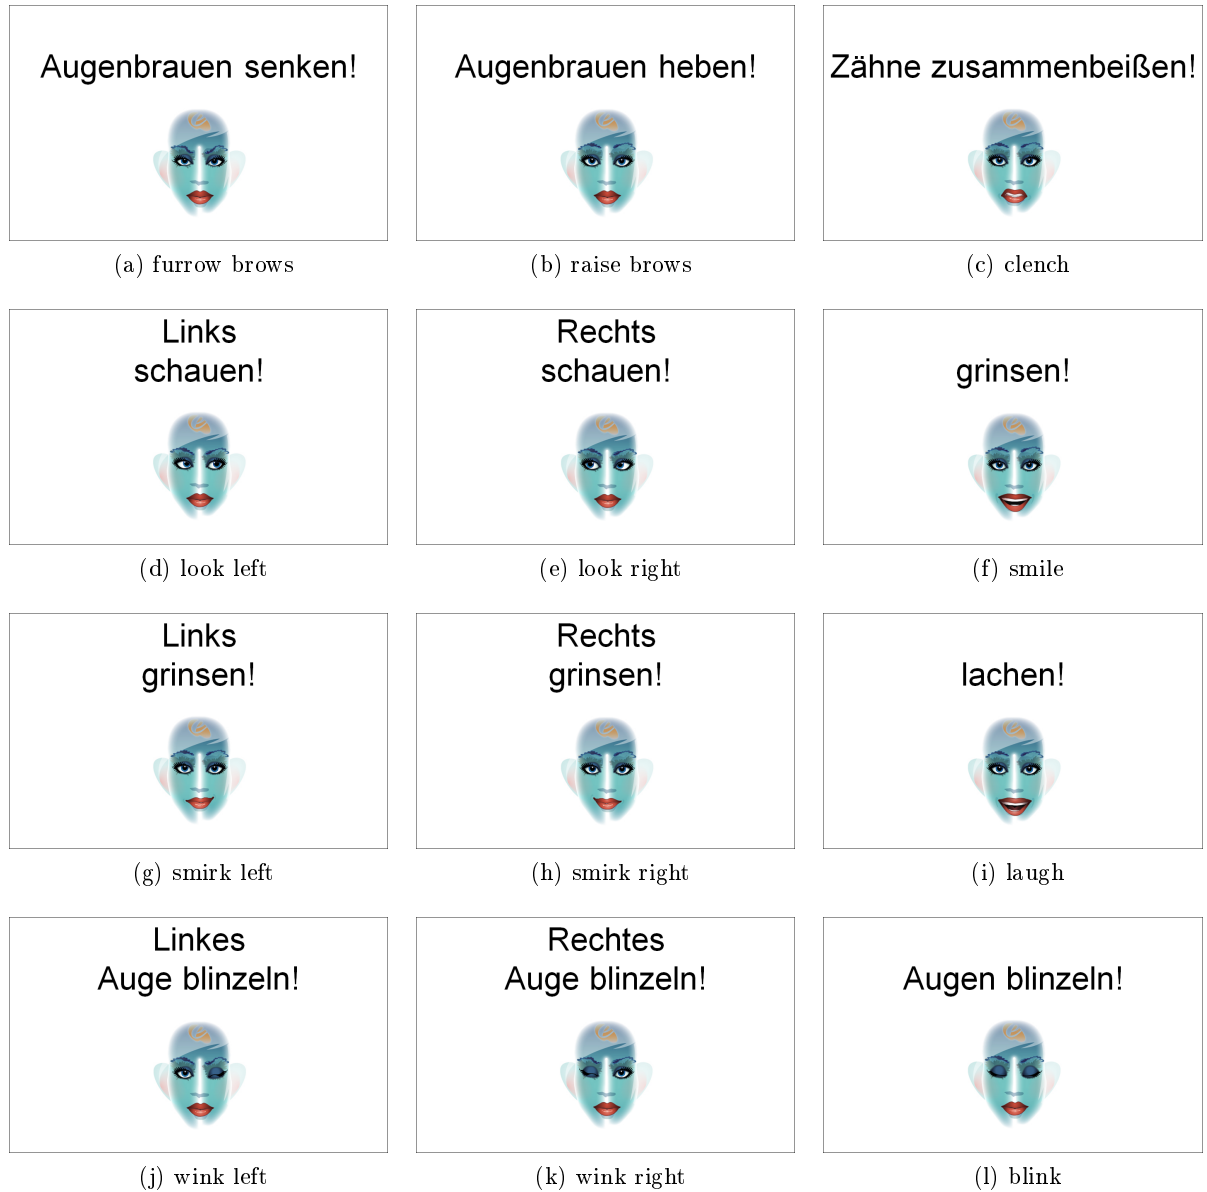 Augenbrauen senken!
Augenbrauen heben!
Zähne zusammenbeißen!
(a) furrow brows
(b) raise brows
(c) clench
Links
schauen!
Rechts
schauen!
grinsen!
(d) look left
(e) look right
(f) smile
Links
grinsen!
Rechts
grinsen!
lachen!
(g) smirk left
(h) smirk right
(i) laugh
Linkes
Auge blinzeln!
Rechtes
Auge blinzeln!
Augen blinzeln!
(j) wink left
(k) wink right
(l) blink